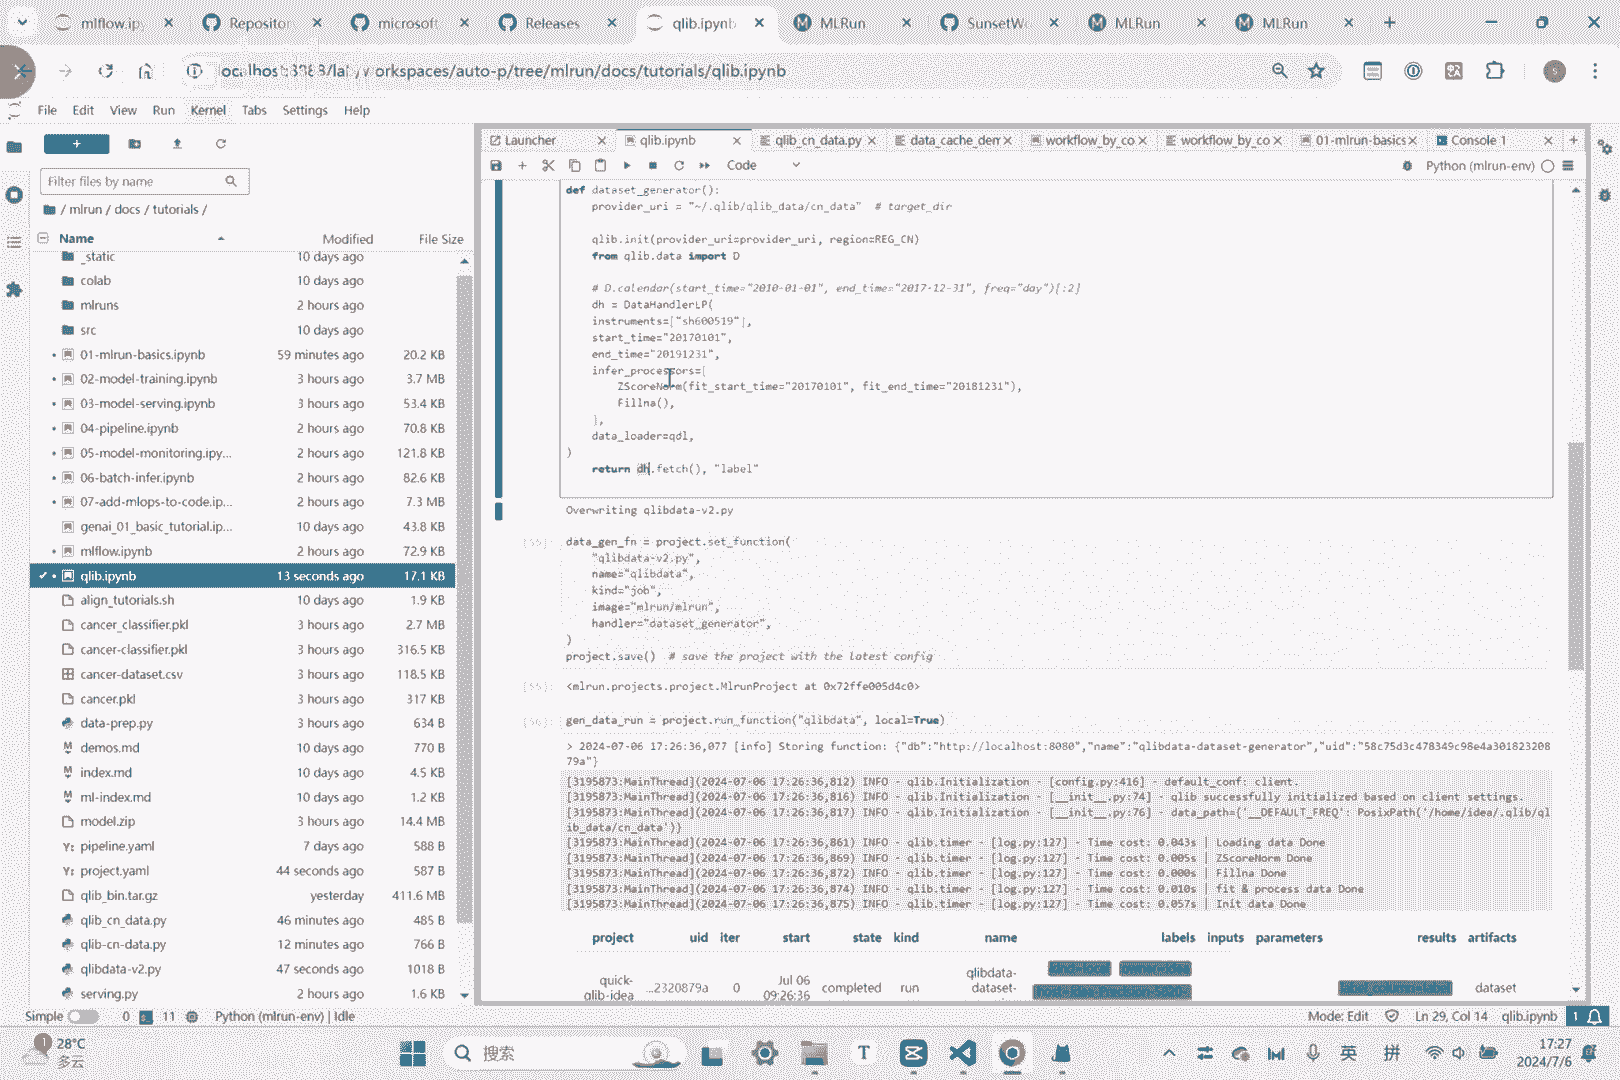 mlflow.ipy
Repositor
microsoft
Releases
qlib.ipynb
MLRun
SunsetW
MLRun
MLRun
/workspaces/auto-p/tree/mlrun/docs/tutorials/qlib.ipynb
File Edit View Run Kernel Tabs Settings Help
Launcher
qlib.ipynb
qlib_cn_data.py
data_cache_den
workflow_by_co
workflow_by_co
01-mlrun-basics
Console 1
Code
Python (mlrun-env)
Filter files by name
/ mlrun / docs / tutorials /
Name Modified File Size
_static 10 days ago
colab 10 days ago
mlruns 2 hours ago
src 10 days ago
01-mlrun-basics.ipynb 59 minutes ago 20.2 KB
02-model-training.ipynb 3 hours ago 3.7 MB
03-model-serving.ipynb 3 hours ago 53.4 KB
04-pipeline.ipynb 2 hours ago 70.8 KB
05-model-monitoring.ipy... 2 hours ago 121.8 KB
06-batch-infer.ipynb 2 hours ago 82.6 KB
07-add-mlops-to-code.ip... 2 hours ago 7.3 MB
genai_01_basic_tutorial.ip... 10 days ago 43.8 KB
mlflow.ipynb 2 hours ago 72.9 KB
qlib.ipynb 13 seconds ago 17.1 KB
align_tutorials.sh 10 days ago 1.9 KB
cancer_classifier.pkl 3 hours ago 2.7 MB
cancer-classifier.pkl 3 hours ago 316.5 KB
cancer-dataset.csv 3 hours ago 118.5 KB
cancer.pkl 3 hours ago 317 KB
data-prep.py 3 hours ago 634 B
demos.md 10 days ago 770 B
index.md 10 days ago 4.5 KB
ml-index.md 10 days ago 1.2 KB
model.zip 3 hours ago 14.4 MB
pipeline.yaml 7 days ago 588 B
project.yaml 44 seconds ago 587 B
qlib_bin.tar.gz yesterday 411.6 MB
qlib_cn_data.py 46 minutes ago 485 B
qlib-cn-data.py 12 minutes ago 766 B
qlibdata-v2.py 47 seconds ago 1018 B
serving.py 2 hours ago 1.6 KB
def dataset_generator():
provider_uri = "~/.qlib/qlib_data/cn_data" # target_dir
qlib.init(provider_uri=provider_uri, region=REG_CN)
from qlib.data import D
# D.calendar(start_time="2010-01-01", end_time="2017-12-31", freq="day")[:2]
dh = DataHandlerLP(
instruments=["sh600519"],
start_time="20170101",
end_time="20191231",
infer_processors=[
ZScoreNorm(fit_start_time="20170101", fit_end_time="20181231"),
Fillna(),
],
data_loader=qdl,
)
return dh.fetch(), "label"
Overwriting qlibdata-v2.py
[55]: data_gen_fn = project.set_function(
"qlibdata-v2.py",
name="qlibdata",
kind="job",
image="mlrun/mlrun",
handler="dataset_generator",
)
project.save() # save the project with the latest config
[55]: <mlrun.projects.project.MlrunProject at 0x72ffe005d4c0>
[56]: gen_data_run = project.run_function("qlibdata", local=True)
> 2024-07-06 17:26:36,077 [info] Storing function: {"db":"http://localhost:8080","name":"qlibdata-dataset-generator","uid":"58c75d3c478349c98e4a301823208
79a"}
[3195873:MainThread](2024-07-06 17:26:36,812) INFO - qlib.Initialization - [config.py:416] - default_conf: client.
[3195873:MainThread](2024-07-06 17:26:36,816) INFO - qlib.Initialization - [__init__.py:74] - qlib successfully initialized based on client settings.
[3195873:MainThread](2024-07-06 17:26:36,817) INFO - qlib.Initialization - [__init__.py:76] - data_path={'__DEFAULT_FREQ': PosixPath('/home/idea/.qlib/ql
ib_data/cn_data')}
[3195873:MainThread](2024-07-06 17:26:36,861) INFO - qlib.timer - [log.py:127] - Time cost: 0.043s | Loading data Done
[3195873:MainThread](2024-07-06 17:26:36,869) INFO - qlib.timer - [log.py:127] - Time cost: 0.005s | ZScoreNorm Done
[3195873:MainThread](2024-07-06 17:26:36,872) INFO - qlib.timer - [log.py:127] - Time cost: 0.000s | Fillna Done
[3195873:MainThread](2024-07-06 17:26:36,874) INFO - qlib.timer - [log.py:127] - Time cost: 0.010s | fit & process data Done
[3195873:MainThread](2024-07-06 17:26:36,875) INFO - qlib.timer - [log.py:127] - Time cost: 0.057s | Init data Done
project uid iter start state kind name labels inputs parameters results artifacts
quick-
qlib-idea
...2320879a 0
Jul 06
09:26:36
completed run
qlibdata-
dataset-
kind=local
owner=idea
label_column=label
dataset
Simple 0 11 Python (mlrun-env) | Idle
Mode: Edit Ln 29, Col 14 qlib.ipynb 1
28°C
多云
搜索
英 拼
17:27
2024/7/6